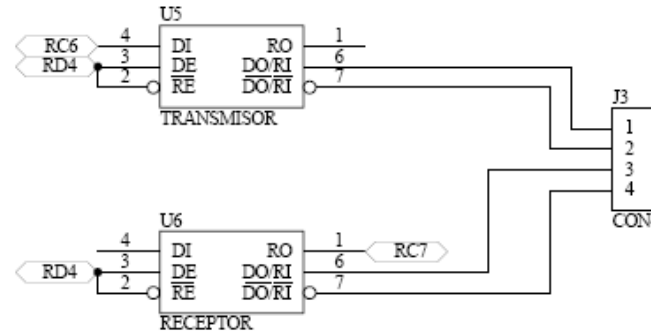 U5
RC6 4 DI RO 1
RD4 3 DE DO/RI 6
2 RE DO/RI 7
TRANSMISOR
J3
1
2
3
4
CON
U6
4 DI RO 1 RC7
RD4 3 DE DO/RI 6
2 RE DO/RI 7
RECEPTOR